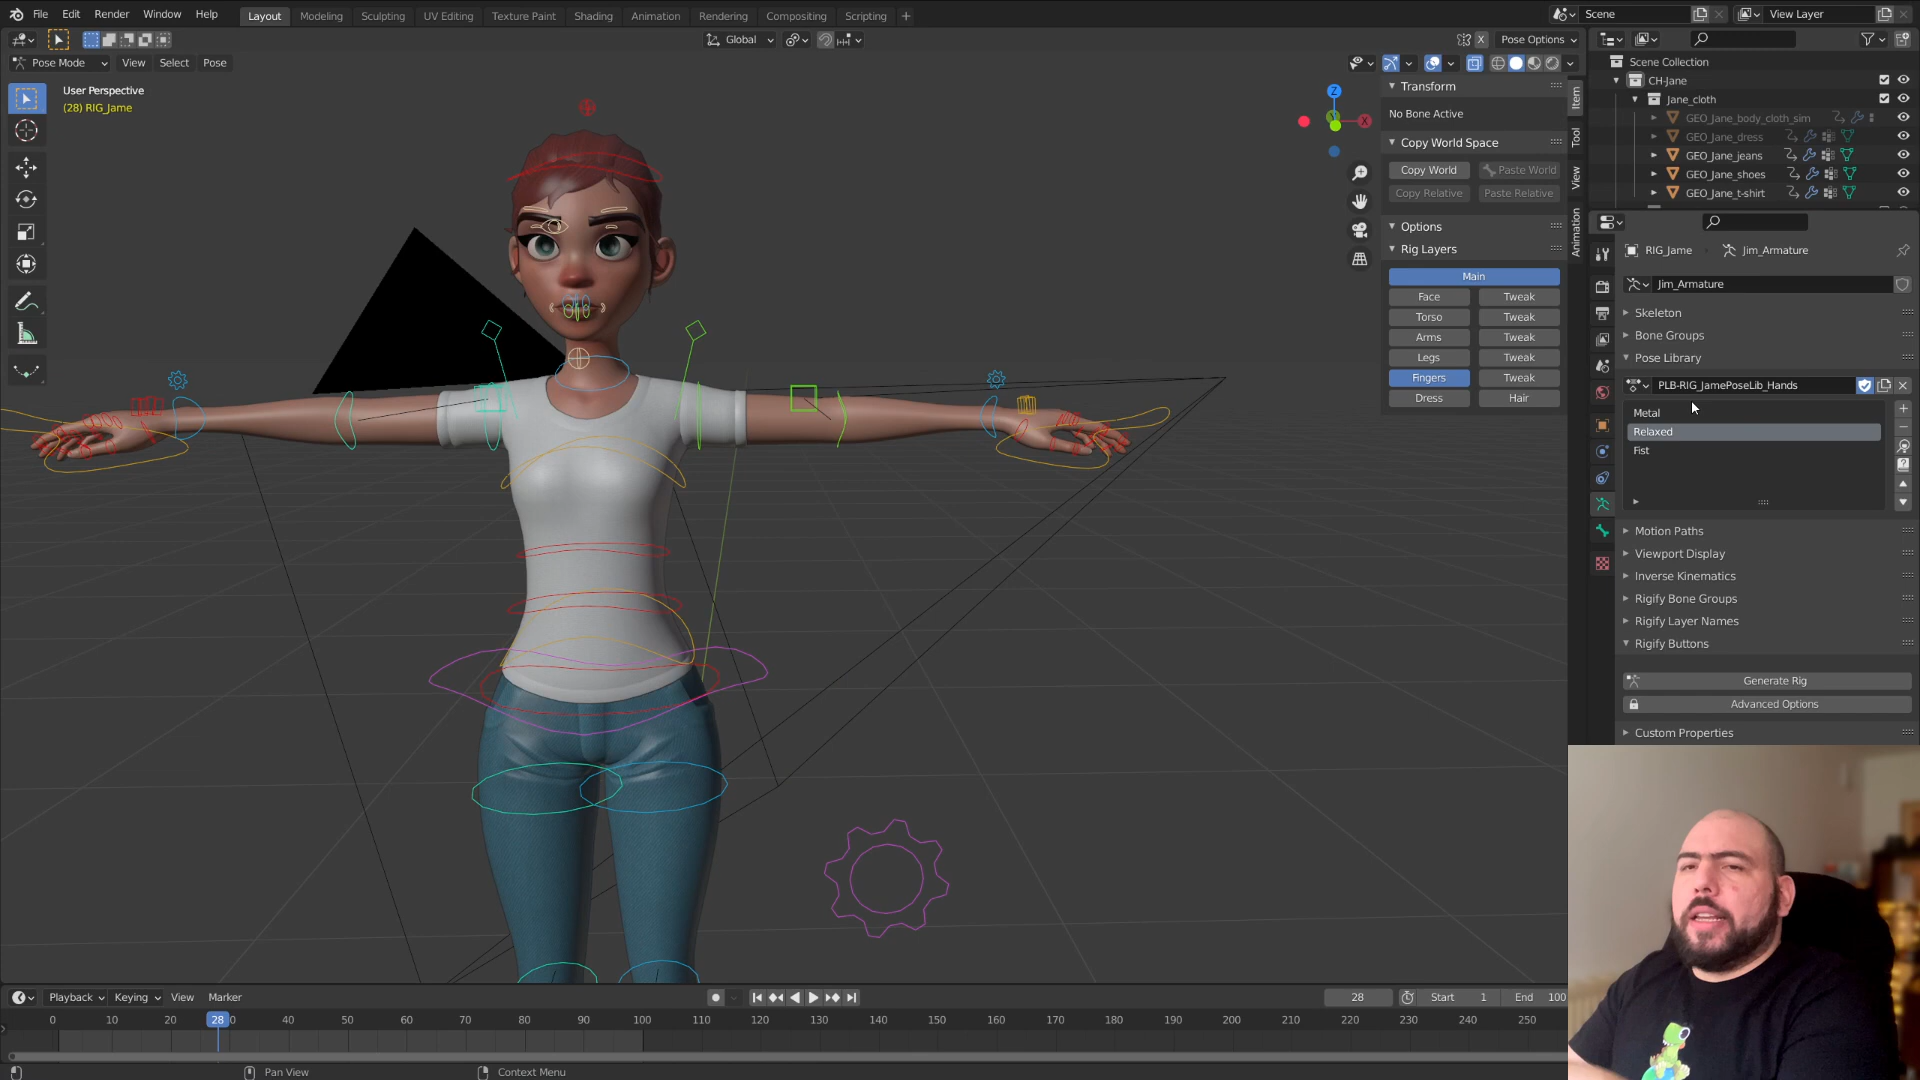 File Edit Render Window Help Layout Modeling Sculpting UV Editing Texture Paint Shading Animation Rendering Compositing Scripting + Scene View Layer
Global X Pose Options
Pose Mode View Select Pose
User Perspective
(28) RIG_Jame
Z
X
Transform
No Bone Active
Copy World Space
Copy World Paste World
Copy Relative Paste Relative
Options
Rig Layers
Main
Face Tweak
Torso Tweak
Arms Tweak
Legs Tweak
Fingers Tweak
Dress Hair
Item
Tool
View
Animation
Scene Collection
CH-Jane
Jane_cloth
GEO_Jane_body_cloth_sim
GEO_Jane_dress
GEO_Jane_jeans
GEO_Jane_shoes
GEO_Jane_t-shirt
RIG_Jame Jim_Armature
Jim_Armature
Skeleton
Bone Groups
Pose Library
PLB-RIG_JamePoseLib_Hands
Metal
Relaxed
Fist
Motion Paths
Viewport Display
Inverse Kinematics
Rigify Bone Groups
Rigify Layer Names
Rigify Buttons
Generate Rig
Advanced Options
Custom Properties
Playback Keying View Marker 28 Start 1 End 100
0 10 20 28 0 40 50 60 70 80 90 100 110 120 130 140 150 160 170 180 190 200 210 220 230 240 250
Pan View Context Menu